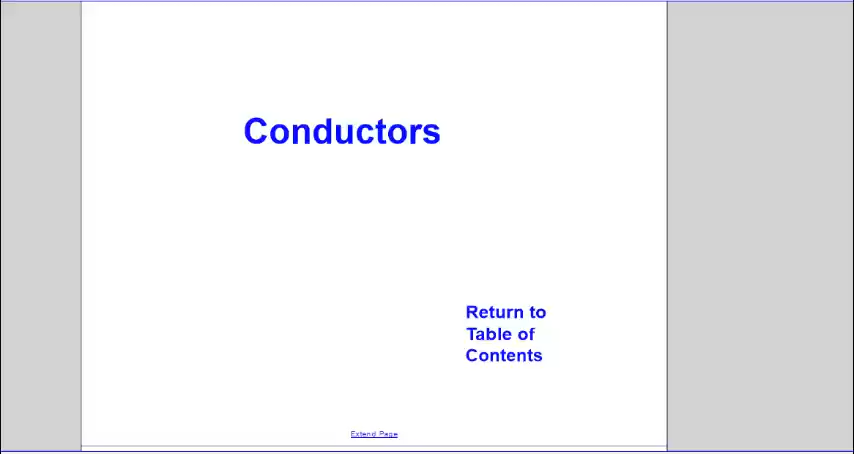 Conductors
Return to
Table of
Contents
Extend Page